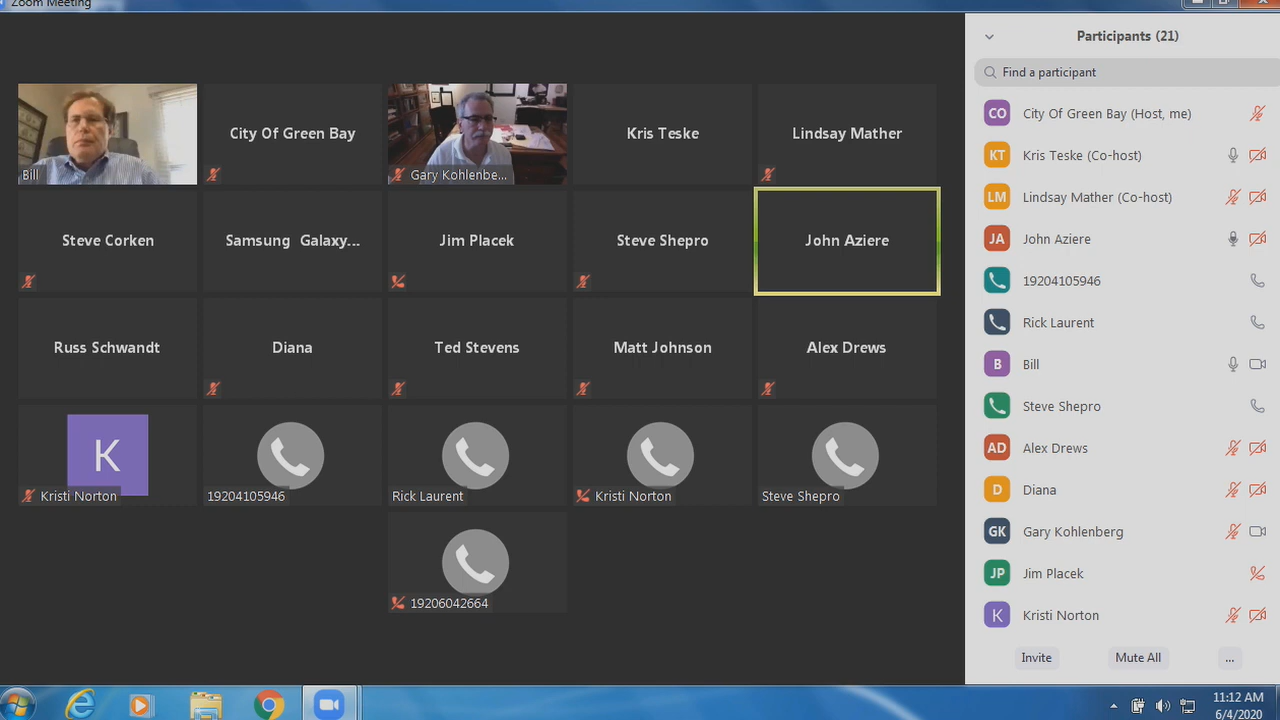 Zoom Meeting
Bill
City Of Green Bay
Gary Kohlenbe...
Kris Teske
Lindsay Mather
Steve Corken
Samsung Galaxy...
Jim Placek
Steve Shepro
John Aziere
Russ Schwandt
Diana
Ted Stevens
Matt Johnson
Alex Drews
K
Kristi Norton
19204105946
Rick Laurent
Kristi Norton
Steve Shepro
19206042664
Participants (21)
Find a participant
CO City Of Green Bay (Host, me)
KT Kris Teske (Co-host)
LM Lindsay Mather (Co-host)
JA John Aziere
19204105946
Rick Laurent
B Bill
Steve Shepro
AD Alex Drews
D Diana
GK Gary Kohlenberg
JP Jim Placek
K Kristi Norton
Invite Mute All ...
11:12 AM
6/4/2020